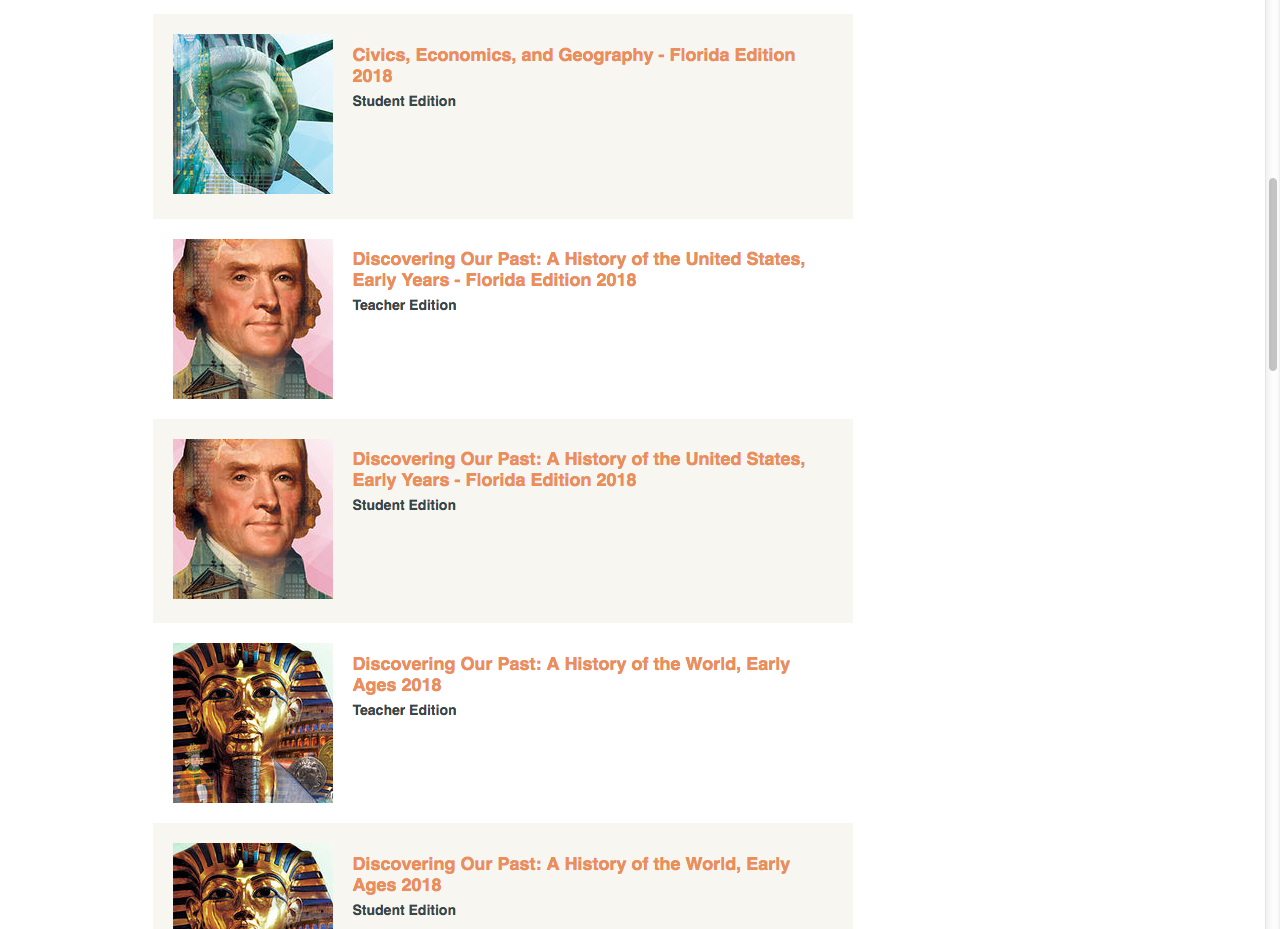 Civics, Economics, and Geography - Florida Edition
2018
Student Edition
Discovering Our Past: A History of the United States,
Early Years - Florida Edition 2018
Teacher Edition
Discovering Our Past: A History of the United States,
Early Years - Florida Edition 2018
Student Edition
Discovering Our Past: A History of the World, Early
Ages 2018
Teacher Edition
Discovering Our Past: A History of the World, Early
Ages 2018
Student Edition